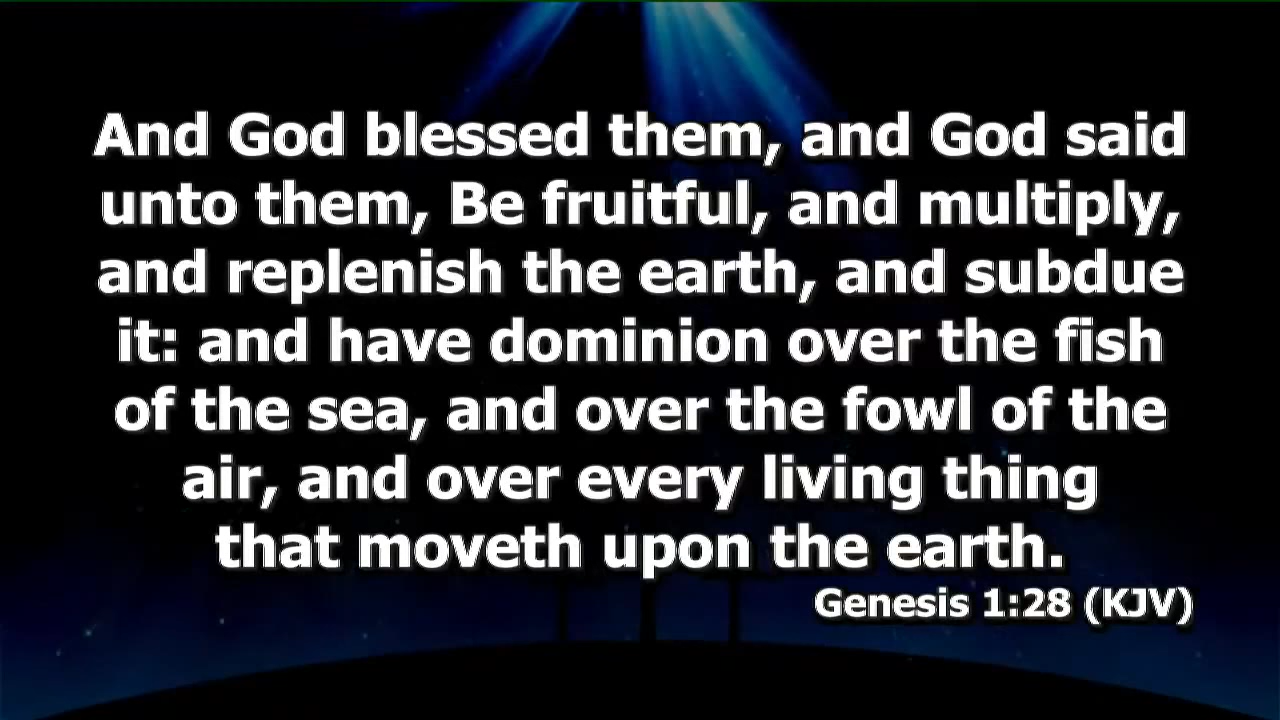 And God blessed them, and God said
unto them, Be fruitful, and multiply,
and replenish the earth, and subdue
it: and have dominion over the fish
of the sea, and over the fowl of the
air, and over every living thing
that moveth upon the earth.
Genesis 1:28 (KJV)